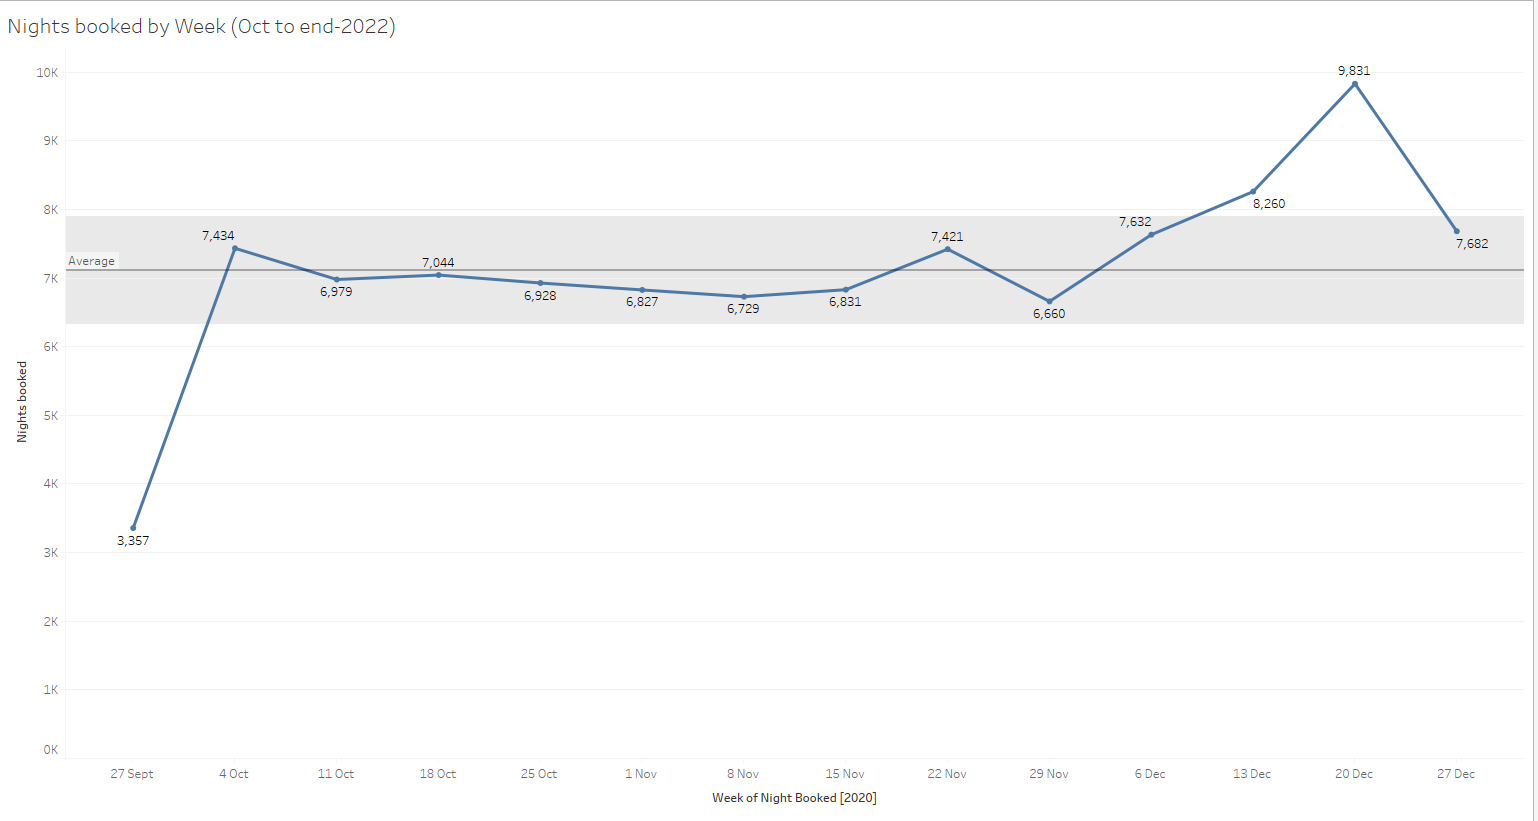 Nights booked by Week (Oct to end-2022)
10K
9K
8K
7K
6K
5K
4K
3K
2K
1K
0K
Nights booked
Average
3,357
7,434
6,979
7,044
6,928
6,827
6,729
6,831
7,421
6,660
7,632
8,260
9,831
7,682
27 Sept 4 Oct 11 Oct 18 Oct 25 Oct 1 Nov 8 Nov 15 Nov 22 Nov 29 Nov 6 Dec 13 Dec 20 Dec 27 Dec
Week of Night Booked [2020]